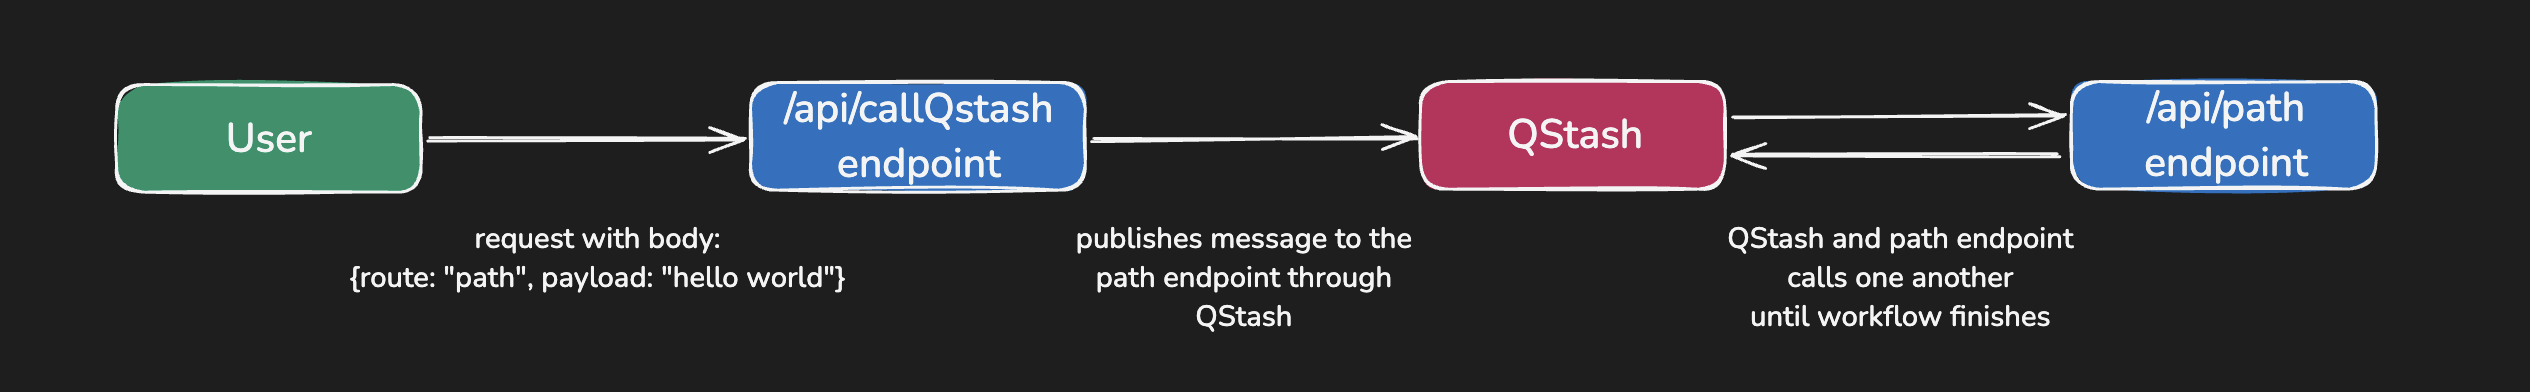 User
/api/callQstash
endpoint
QStash
/api/path
endpoint
request with body:
{route: "path", payload: "hello world"}
publishes message to the
path endpoint through
QStash
QStash and path endpoint
calls one another
until workflow finishes